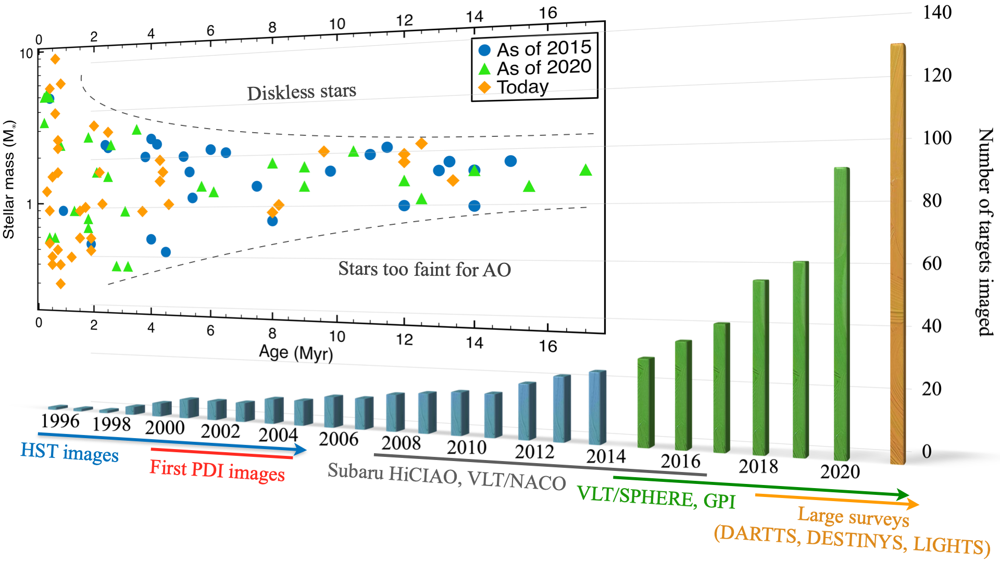 0 2 4 6 8 10 12 14 16
140
120
100
80
60
40
20
0
Number of targets imaged
10
1
Stellar mass (M⊙)
As of 2015
As of 2020
Today
Diskless stars
Stars too faint for AO
0 2 4 6 8 10 12 14 16
Age (Myr)
1996 1998 2000 2002 2004 2006 2008 2010 2012 2014 2016 2018 2020
HST images
First PDI images
Subaru HiCIAO, VLT/NACO
VLT/SPHERE, GPI
Large surveys
(DARTTS, DESTINYS, LIGHTS)